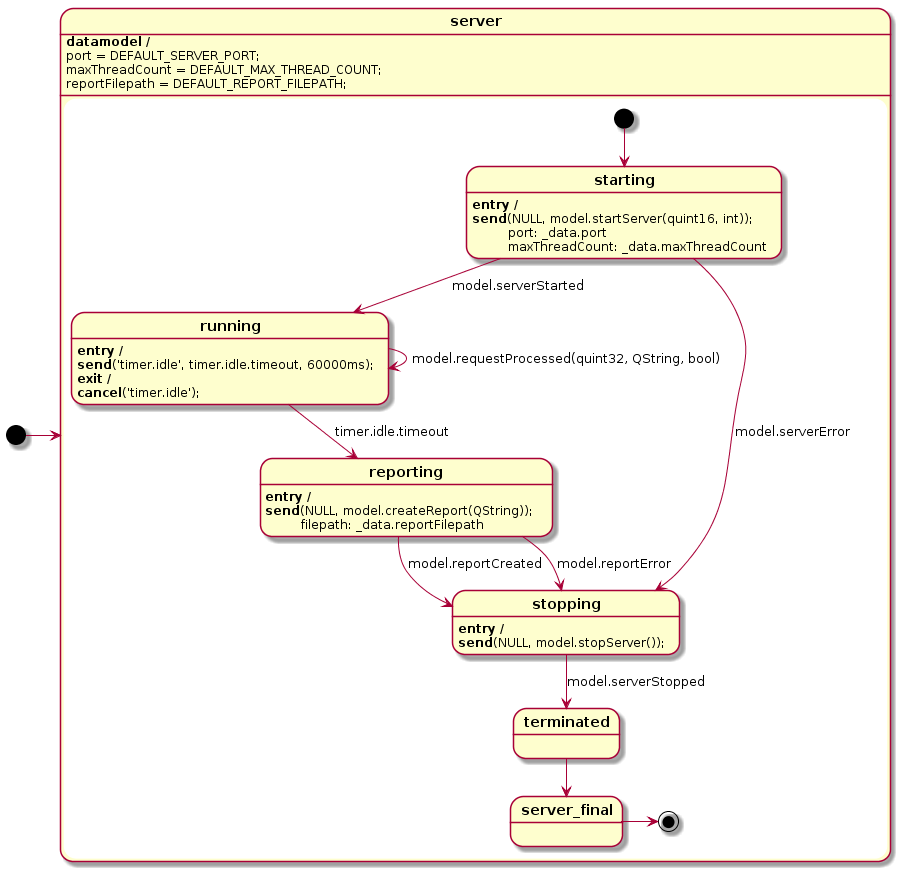 server
datamodel /
port = DEFAULT_SERVER_PORT;
maxThreadCount = DEFAULT_MAX_THREAD_COUNT;
reportFilepath = DEFAULT_REPORT_FILEPATH;
starting
entry /
send(NULL, model.startServer(quint16, int));
port: _data.port
maxThreadCount: _data.maxThreadCount
model.serverStarted
running
entry /
send('timer.idle', timer.idle.timeout, 60000ms);
exit /
cancel('timer.idle');
model.requestProcessed(quint32, QString, bool)
timer.idle.timeout
model.serverError
reporting
entry /
send(NULL, model.createReport(QString));
filepath: _data.reportFilepath
model.reportCreated
model.reportError
stopping
entry /
send(NULL, model.stopServer());
model.serverStopped
terminated
server_final